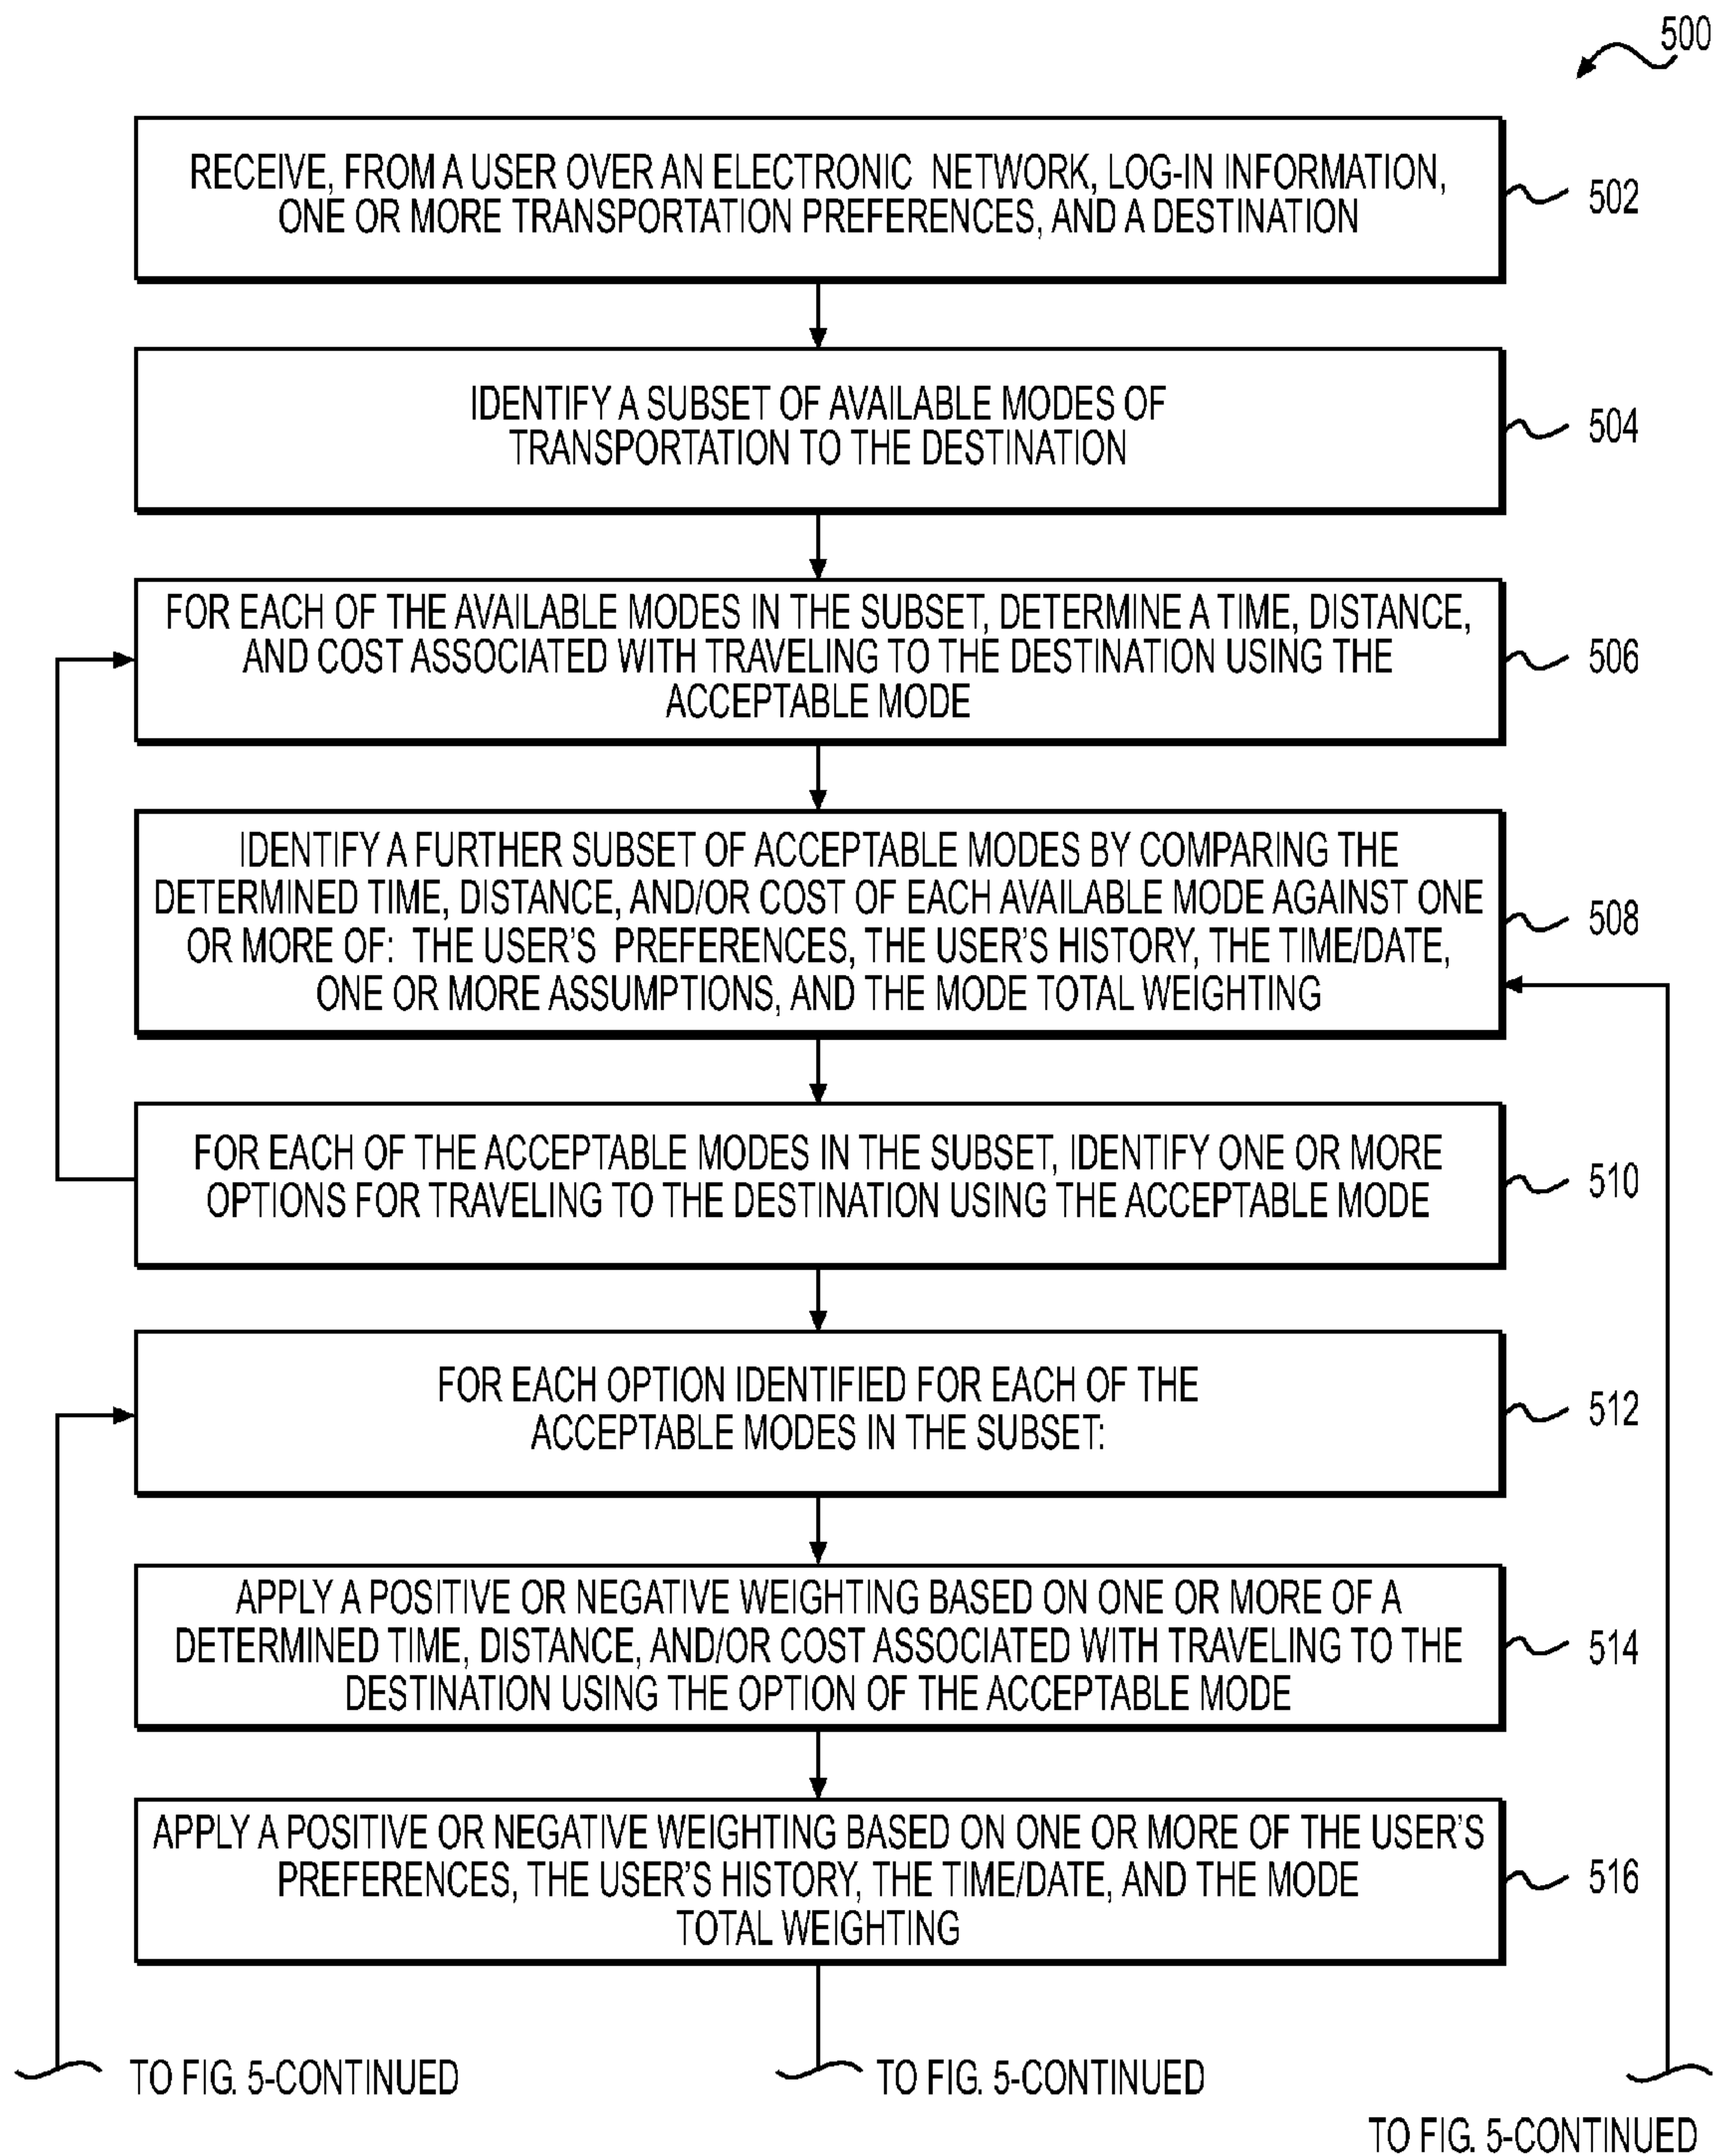 500
RECEIVE, FROM A USER OVER AN ELECTRONIC NETWORK, LOG-IN INFORMATION,
ONE OR MORE TRANSPORTATION PREFERENCES, AND A DESTINATION
502
IDENTIFY A SUBSET OF AVAILABLE MODES OF
TRANSPORTATION TO THE DESTINATION
504
FOR EACH OF THE AVAILABLE MODES IN THE SUBSET, DETERMINE A TIME, DISTANCE,
AND COST ASSOCIATED WITH TRAVELING TO THE DESTINATION USING THE
ACCEPTABLE MODE
506
IDENTIFY A FURTHER SUBSET OF ACCEPTABLE MODES BY COMPARING THE
DETERMINED TIME, DISTANCE, AND/OR COST OF EACH AVAILABLE MODE AGAINST ONE
OR MORE OF: THE USER'S PREFERENCES, THE USER'S HISTORY, THE TIME/DATE,
ONE OR MORE ASSUMPTIONS, AND THE MODE TOTAL WEIGHTING
508
FOR EACH OF THE ACCEPTABLE MODES IN THE SUBSET, IDENTIFY ONE OR MORE
OPTIONS FOR TRAVELING TO THE DESTINATION USING THE ACCEPTABLE MODE
510
FOR EACH OPTION IDENTIFIED FOR EACH OF THE
ACCEPTABLE MODES IN THE SUBSET:
512
APPLY A POSITIVE OR NEGATIVE WEIGHTING BASED ON ONE OR MORE OF A
DETERMINED TIME, DISTANCE, AND/OR COST ASSOCIATED WITH TRAVELING TO THE
DESTINATION USING THE OPTION OF THE ACCEPTABLE MODE
514
APPLY A POSITIVE OR NEGATIVE WEIGHTING BASED ON ONE OR MORE OF THE USER'S
PREFERENCES, THE USER'S HISTORY, THE TIME/DATE, AND THE MODE
TOTAL WEIGHTING
516
TO FIG. 5-CONTINUED
TO FIG. 5-CONTINUED
TO FIG. 5-CONTINUED